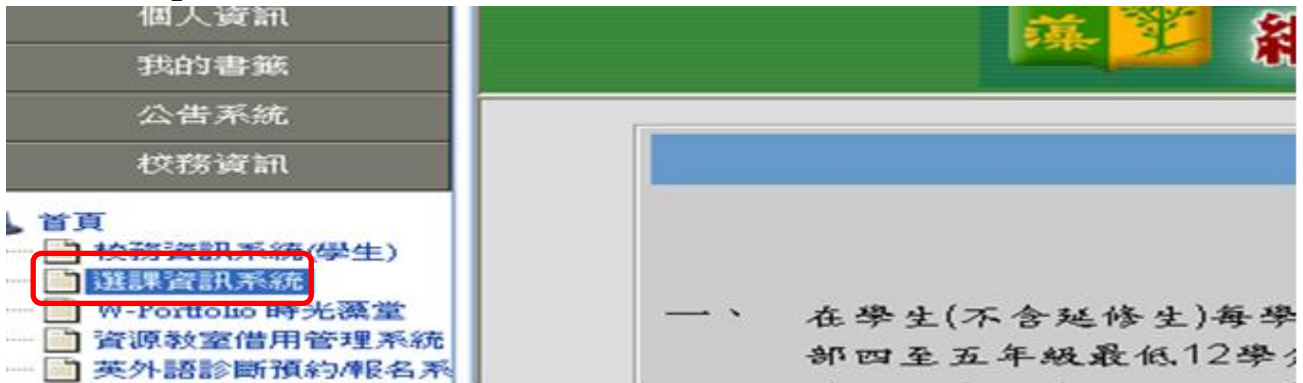 個人資訊
我的書籤
公告系統
校務資訊
首頁
校務資訊系統(學生)
選課資訊系統
W-Portfolio 時光藻堂
資源教室借用管理系統
英外語診斷預約/報名系
藻
一、 在學生(不含延修生)每學
部四至五年級最低12學分